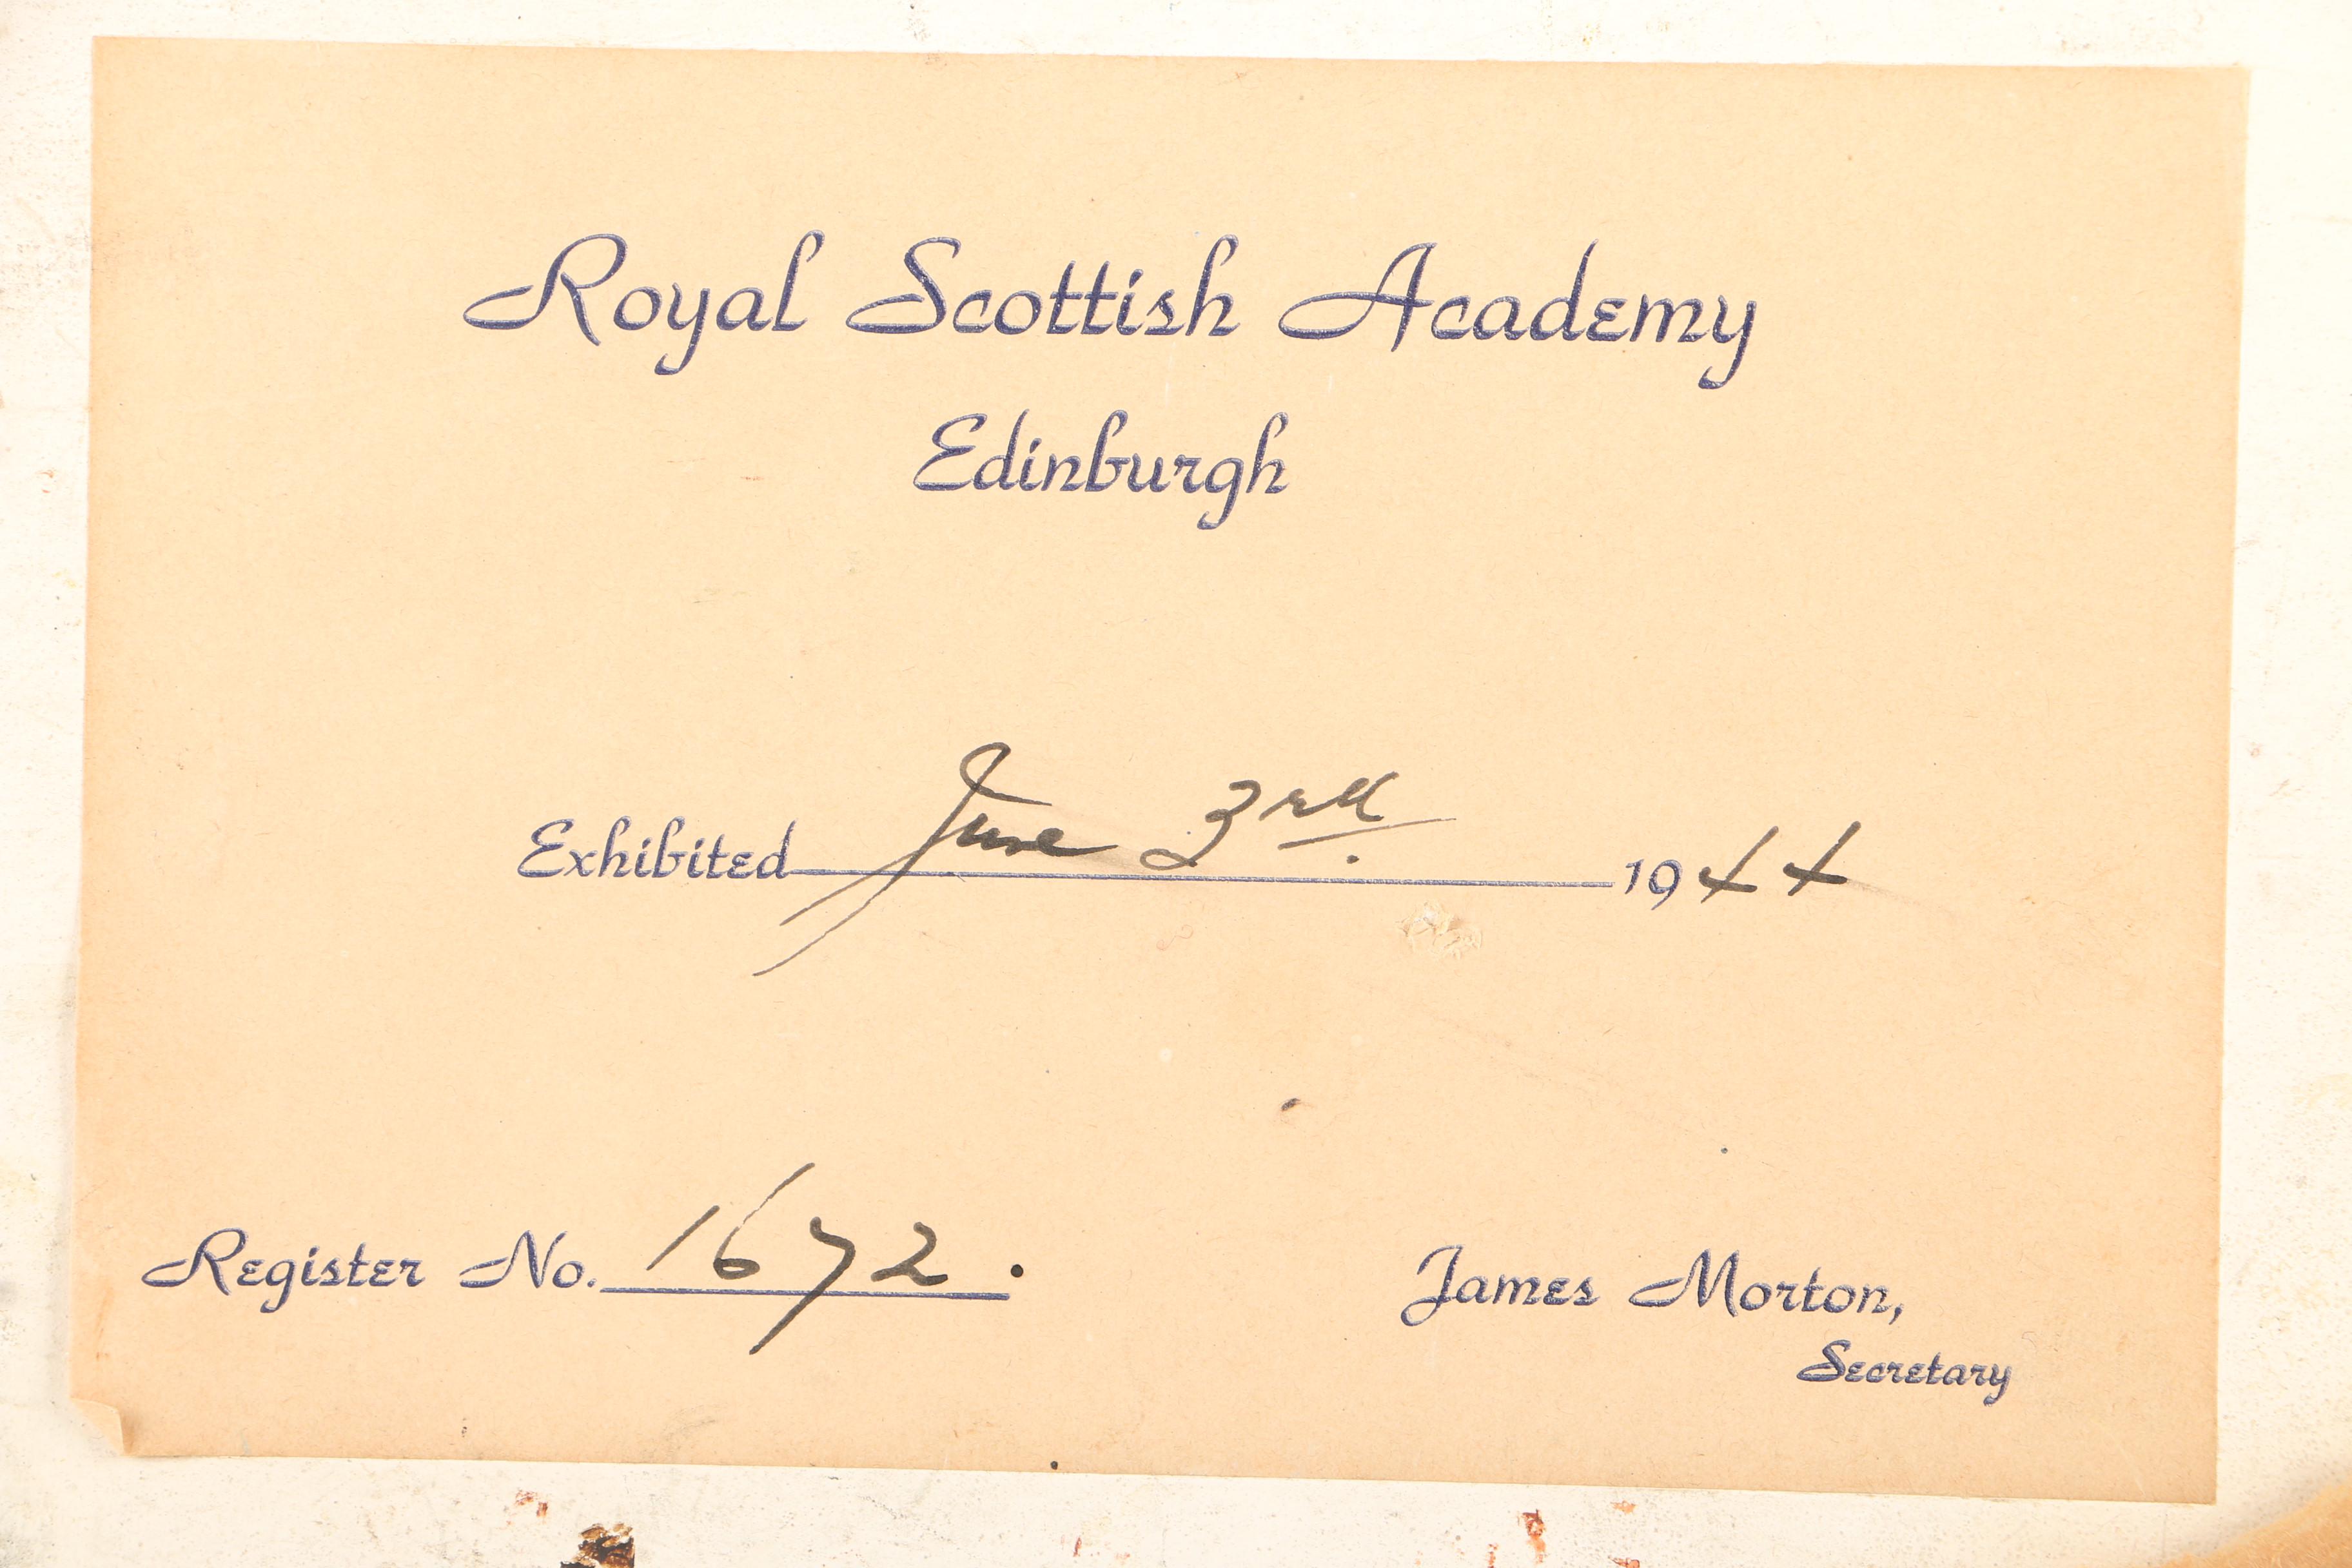 Royal Scottish Academy
Edinburgh
Exhibited June 3rd. 1944
Register No. 1672.
James Morton,
Secretary